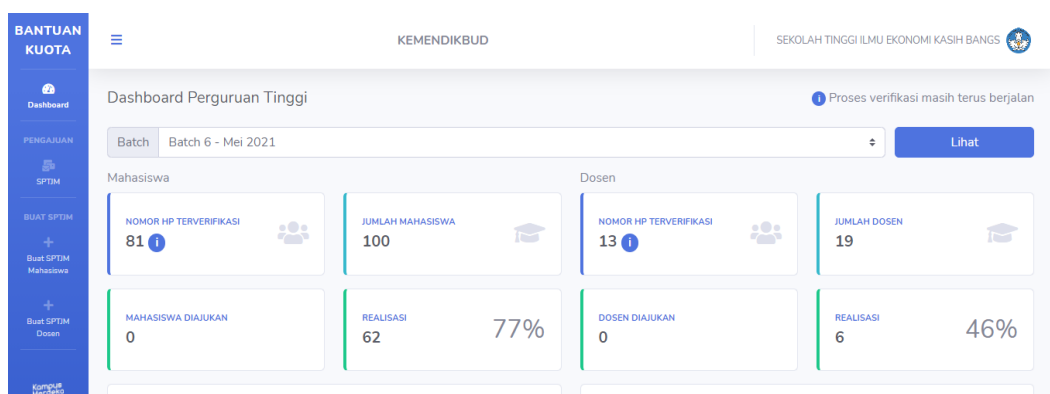 BANTUAN
KUOTA
Dashboard
PENGAJUAN
SPTJM
BUAT SPTJM
Buat SPTJM
Mahasiswa
Buat SPTJM
Dosen
Kampus
Merdeka
KEMENDIKBUD
SEKOLAH TINGGI ILMU EKONOMI KASIH BANGS
Dashboard Perguruan Tinggi
Proses verifikasi masih terus berjalan
Batch
Batch 6 - Mei 2021
Lihat
Mahasiswa
NOMOR HP TERVERIFIKASI
81
JUMLAH MAHASISWA
100
MAHASISWA DIAJUKAN
0
REALISASI
62
77%
Dosen
NOMOR HP TERVERIFIKASI
13
JUMLAH DOSEN
19
DOSEN DIAJUKAN
0
REALISASI
6
46%